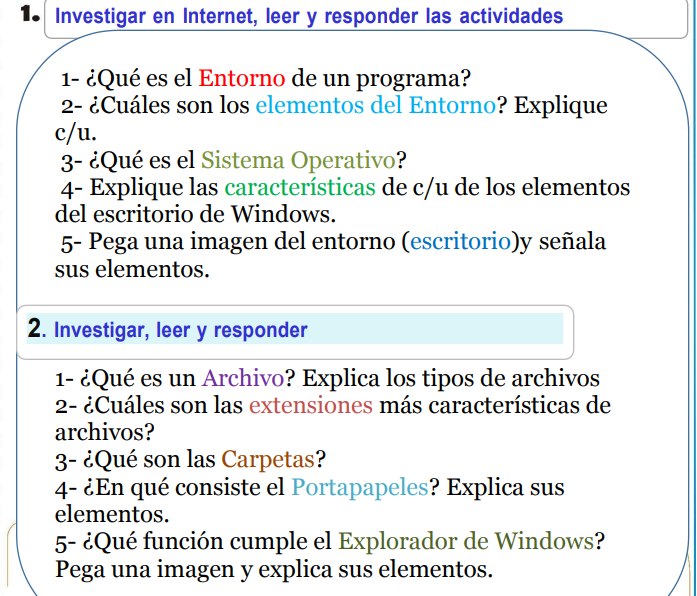 1. Investigar en Internet, leer y responder las actividades
1- ¿Qué es el Entorno de un programa?
2- ¿Cuáles son los elementos del Entorno? Explique
c/u.
3- ¿Qué es el Sistema Operativo?
4- Explique las características de c/u de los elementos
del escritorio de Windows.
5- Pega una imagen del entorno (escritorio)y señala
sus elementos.
2. Investigar, leer y responder
1- ¿Qué es un Archivo? Explica los tipos de archivos
2- ¿Cuáles son las extensiones más características de
archivos?
3- ¿Qué son las Carpetas?
4- ¿En qué consiste el Portapapeles? Explica sus
elementos.
5- ¿Qué función cumple el Explorador de Windows?
Pega una imagen y explica sus elementos.